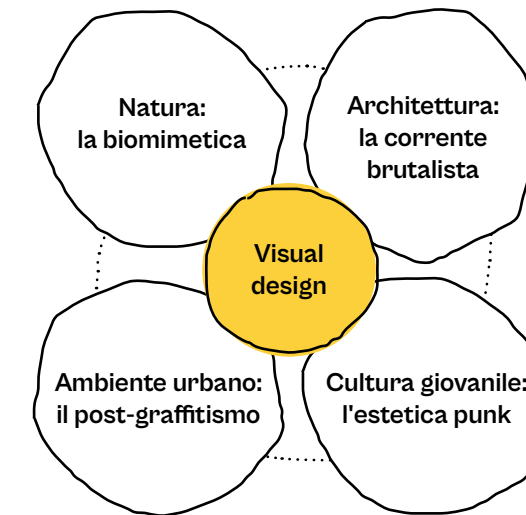 Natura:
la biomimetica
Architettura:
la corrente
brutalista
Visual
design
Ambiente urbano:
il post-graffitismo
Cultura giovanile:
l'estetica punk